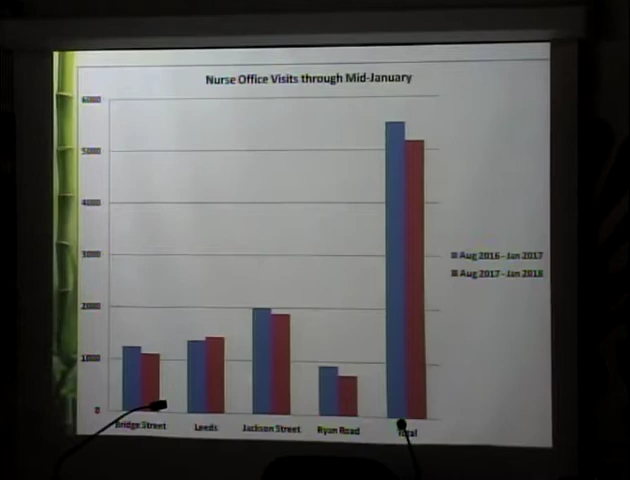 Nurse Office Visits through Mid-January
6000
5000
4000
3000
2000
1000
0
Aug 2016 - Jan 2017
Aug 2017 - Jan 2018
Bridge Street Leeds Jackson Street Ryan Road Total